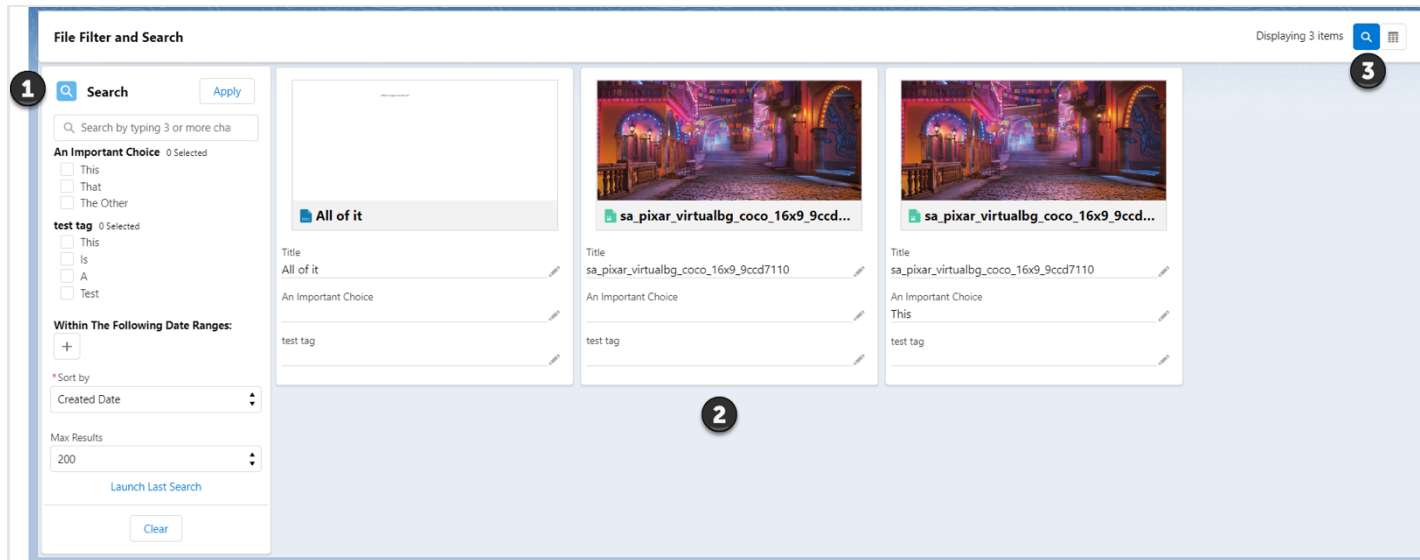 File Filter and Search
Displaying 3 items
3
1
Search
Apply
Search by typing 3 or more cha
An Important Choice 0 Selected
This
That
The Other
test tag 0 Selected
This
Is
A
Test
Within The Following Date Ranges:
+
*Sort by
Created Date
Max Results
200
Launch Last Search
Clear
All of it
Title
All of it
An Important Choice
test tag
sa_pixar_virtualbg_coco_16x9_9ccd...
Title
sa_pixar_virtualbg_coco_16x9_9ccd7110
An Important Choice
test tag
sa_pixar_virtualbg_coco_16x9_9ccd...
Title
sa_pixar_virtualbg_coco_16x9_9ccd7110
An Important Choice
This
test tag
2